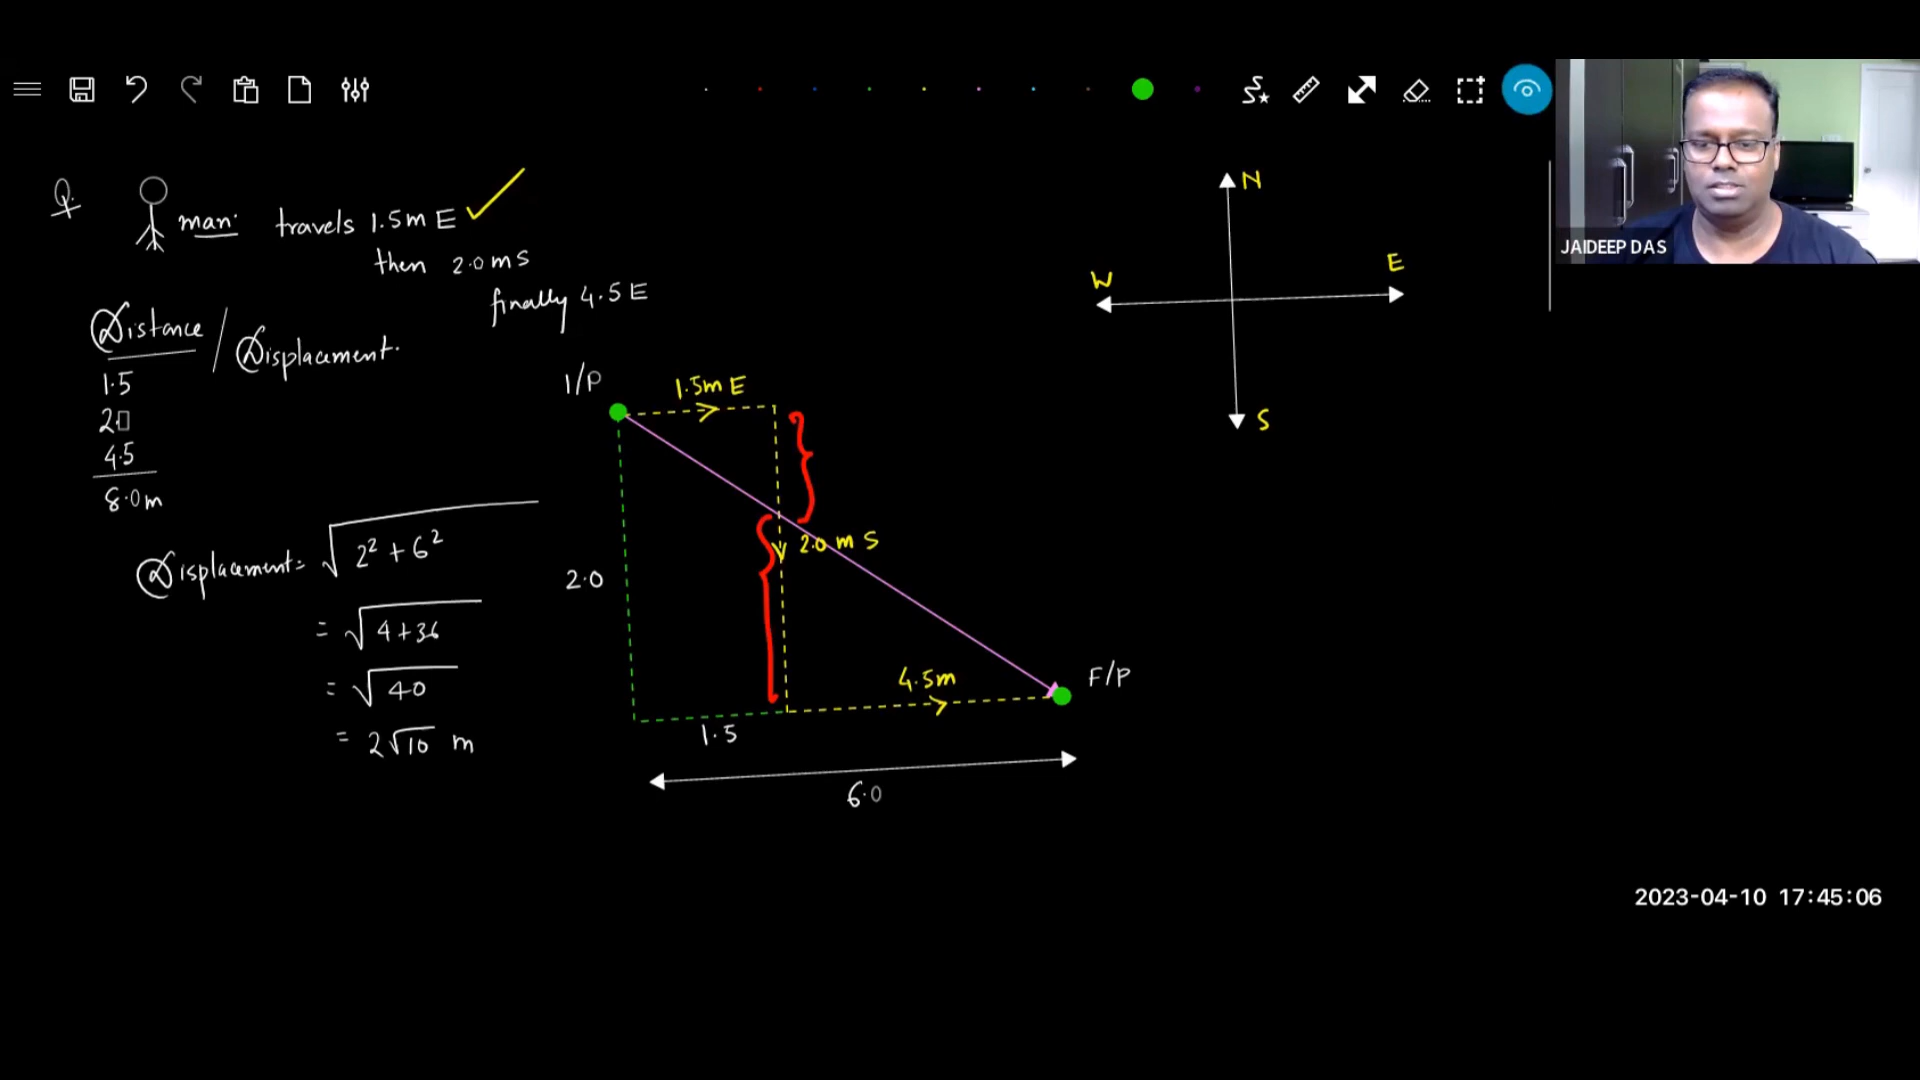 Q.
man: travels 1.5m E
then 2.0 m S
finally 4.5 E
Distance / Displacement.
1.5
2.0
4.5
8.0m
Displacement = √2² + 6²
= √4+36
= √40
= 2√10 m
I/P
1.5m E
2.0 m S
2.0
4.5m
F/P
1.5
6.0
N
W
E
S
JAIDEEP DAS
2023-04-10 17:45:06